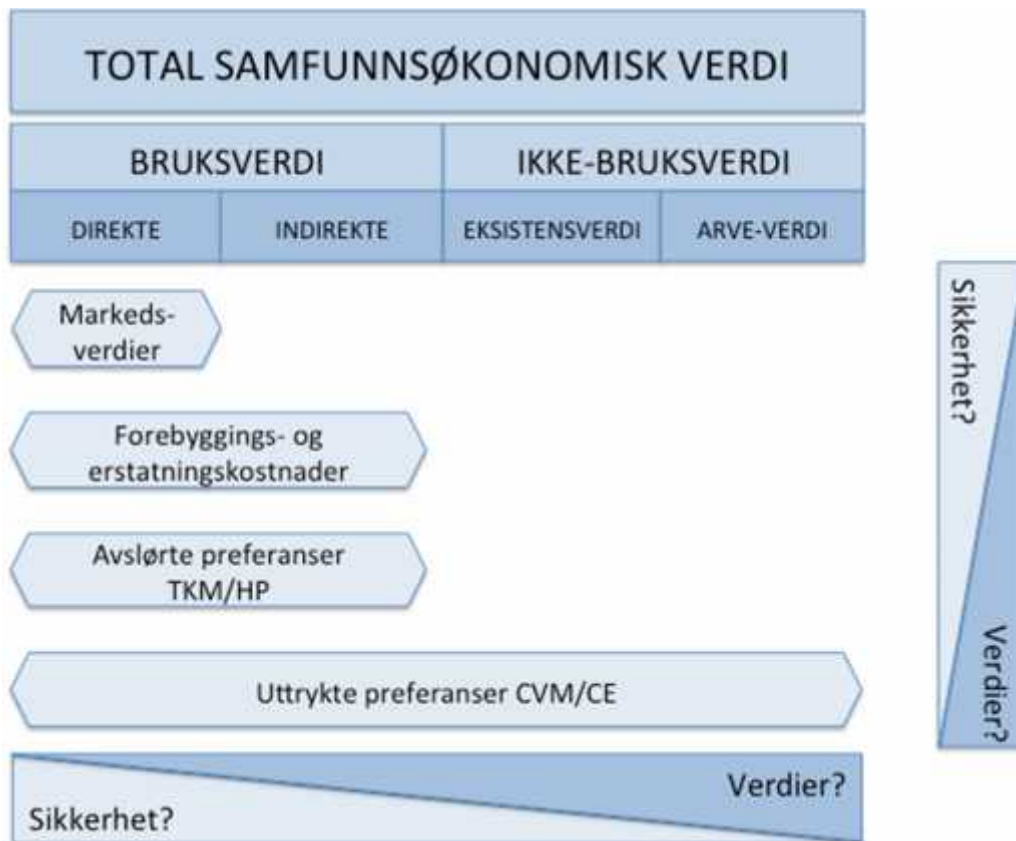 TOTAL SAMFUNNSØKONOMISK VERDI
BRUKSVERDI
IKKE-BRUKSVERDI
DIREKTE
INDIREKTE
EKSISTENSVERDI
ARVE-VERDI
Markeds-
verdier
Forebyggings- og
erstatningskostnader
Avslørte preferanser
TKM/HP
Uttrykte preferanser CVM/CE
Sikkerhet?
Verdier?
Sikkerhet?
Verdier?